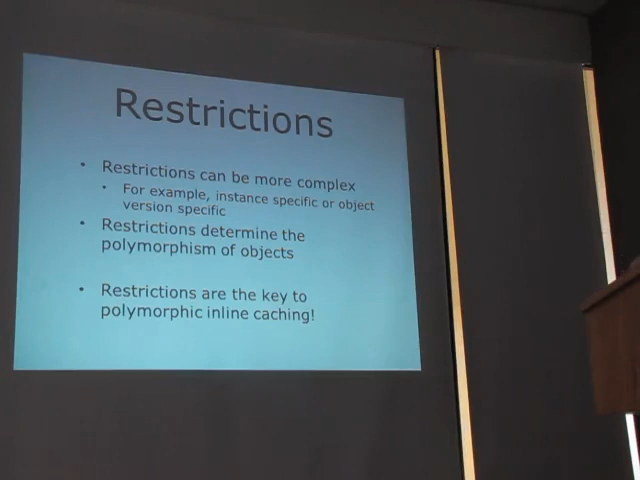 Restrictions
• Restrictions can be more complex
• For example, instance specific or object
version specific
• Restrictions determine the
polymorphism of objects
• Restrictions are the key to
polymorphic inline caching!